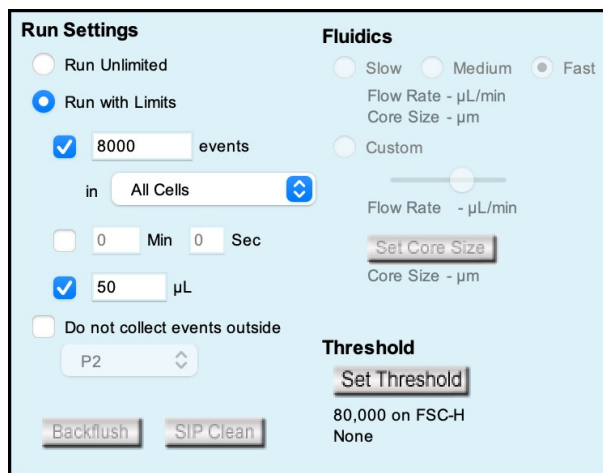 Run Settings
Run Unlimited
Run with Limits
8000 events
in All Cells
0 Min 0 Sec
50 µL
Do not collect events outside
P2
Backflush SIP Clean
Fluidics
Slow Medium Fast
Flow Rate - µL/min
Core Size - µm
Custom
Flow Rate - µL/min
Set Core Size
Core Size - µm
Threshold
Set Threshold
80,000 on FSC-H
None